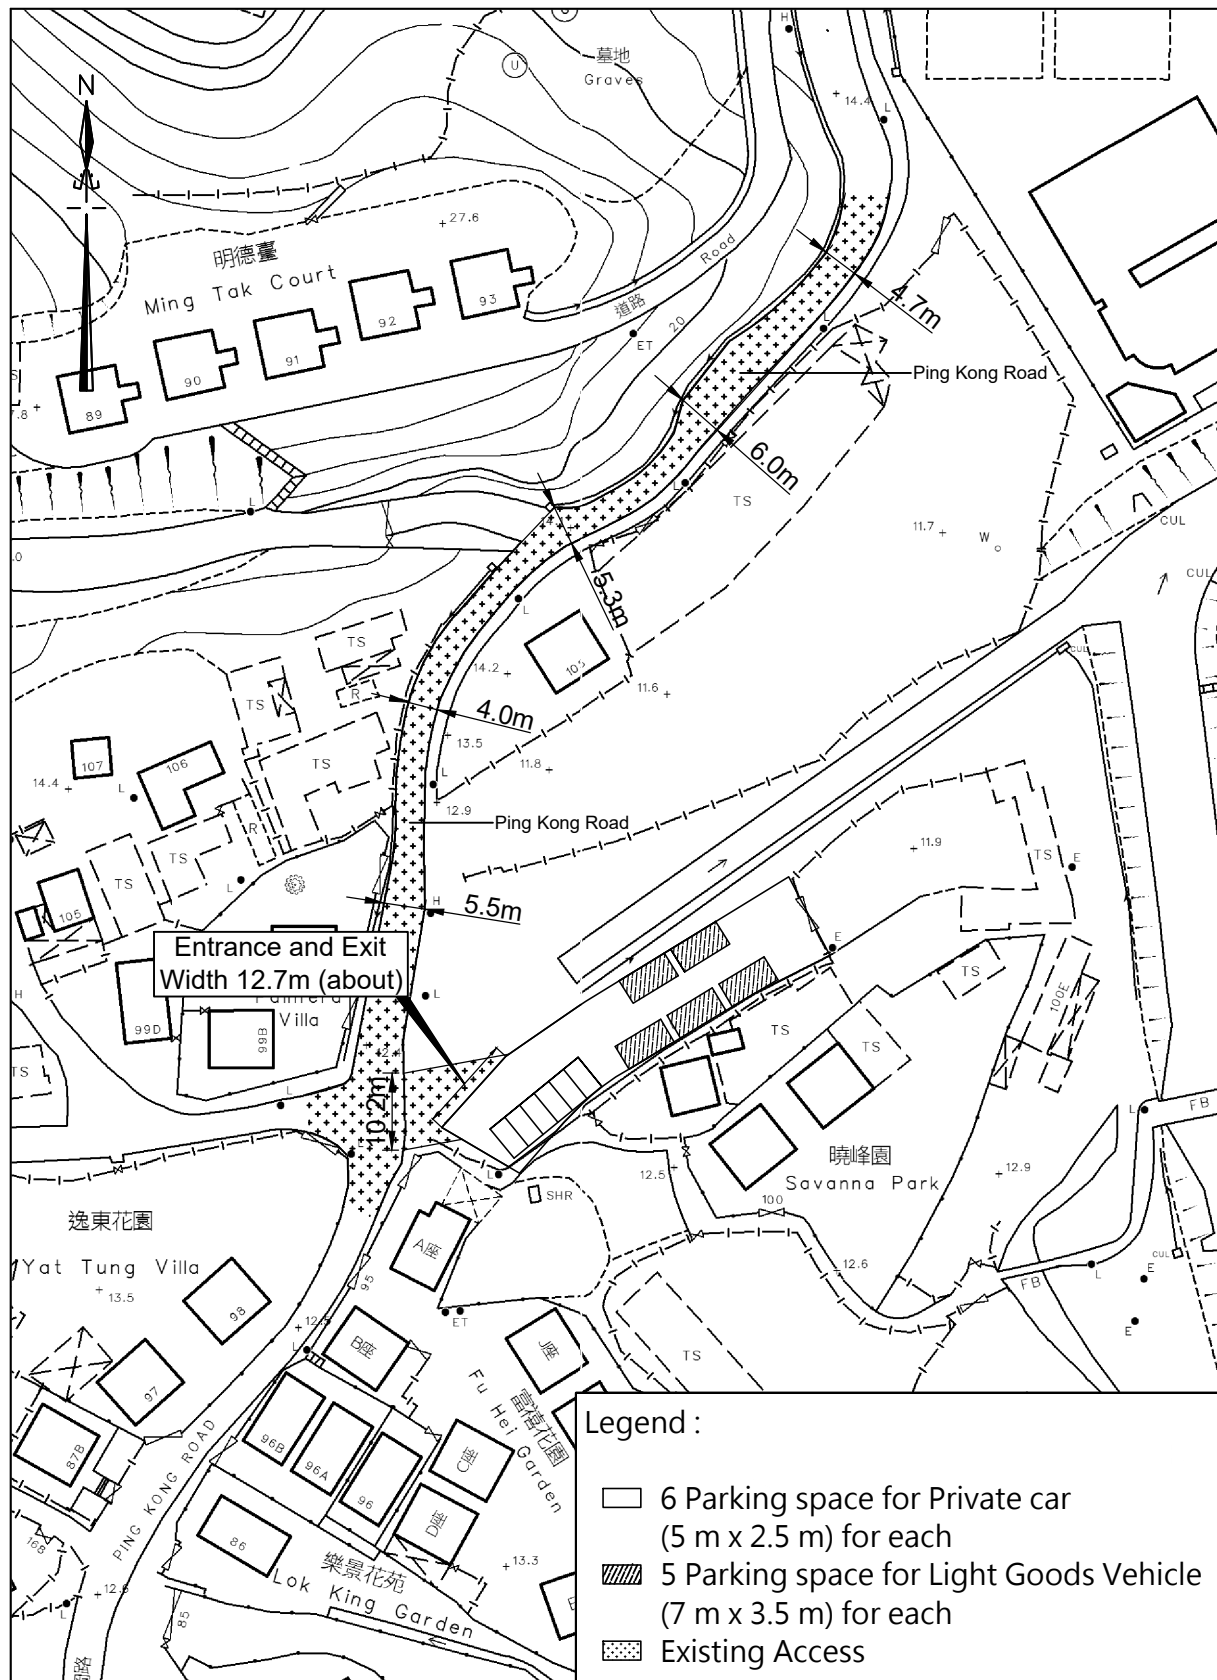 H
墓地
Graves
U
N
14.4
L
27.6
明德臺
Ming Tak Court
93
92
91
90
89
Road
道路
20
ET
4.7m
L
Ping Kong Road
6.0m
TS
L
L
11.7
W
CUL
CUL
5.3m
L
TS
R
TS
14.2
103
11.6
4.0m
13.5
11.8
TS
107
106
14.4
L
L
12.9
Ping Kong Road
R
TS
TS
L
105
11.9
TS
E
H
5.5m
E
Entrance and Exit
Width 12.7m (about)
L
Villa
99D
99B
H
TS
TS
100E
TS
TS
10.2m
L
L
L
FB
12.5
曉峰園
Savanna Park
12.9
SHR
100
逸東花園
Yat Tung Villa
13.5
A座
95
12.6
CUL
L
E
FB
E
98
ET
L
B座
J座
TS
97
富禧花園
Fu Hei Garden
87B
96B
96A
96
C座
D座
PING KONG ROAD
86
樂景花苑
Lok King Garden
13.3
16B
12.6
L
85
Legend :
6 Parking space for Private car
(5 m x 2.5 m) for each
5 Parking space for Light Goods Vehicle
(7 m x 3.5 m) for each
Existing Access